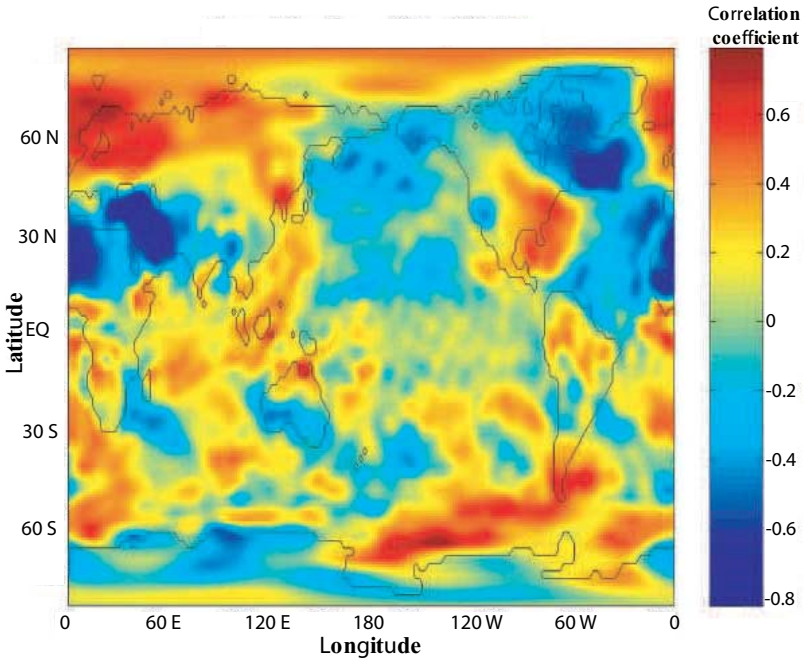 Correlation
coefficient
0.6
0.4
0.2
0
-0.2
-0.4
-0.6
-0.8
Latitude
60 N
30 N
EQ
30 S
60 S
0
60 E
120 E
180
120 W
60 W
0
Longitude